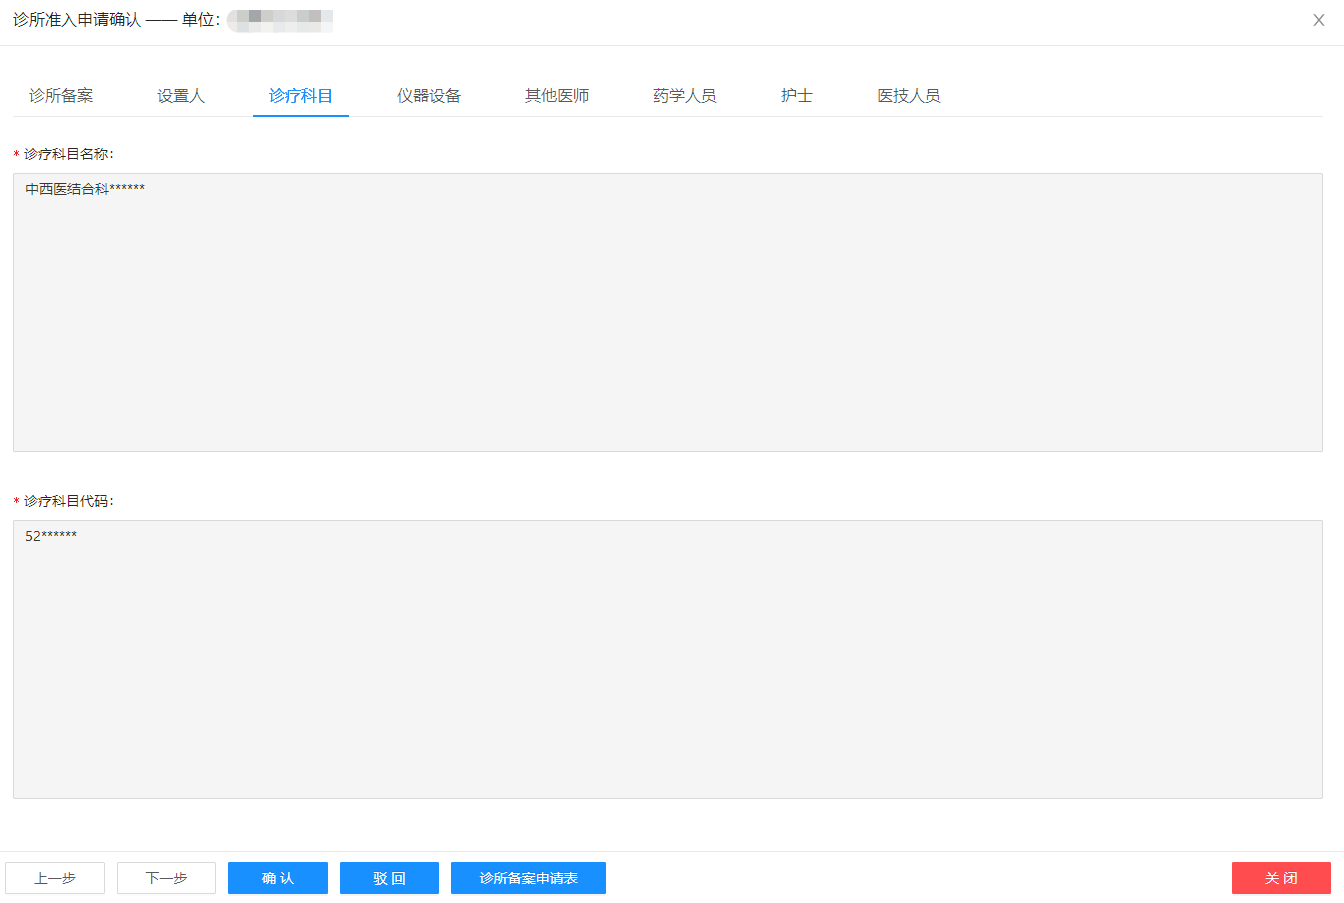 诊所准入申请确认 —— 单位:
X
诊所备案 设置人 诊疗科目 仪器设备 其他医师 药学人员 护士 医技人员
* 诊疗科目名称:
中西医结合科******
* 诊疗科目代码:
52******
上一步 下一步 确 认 驳 回 诊所备案申请表 关 闭